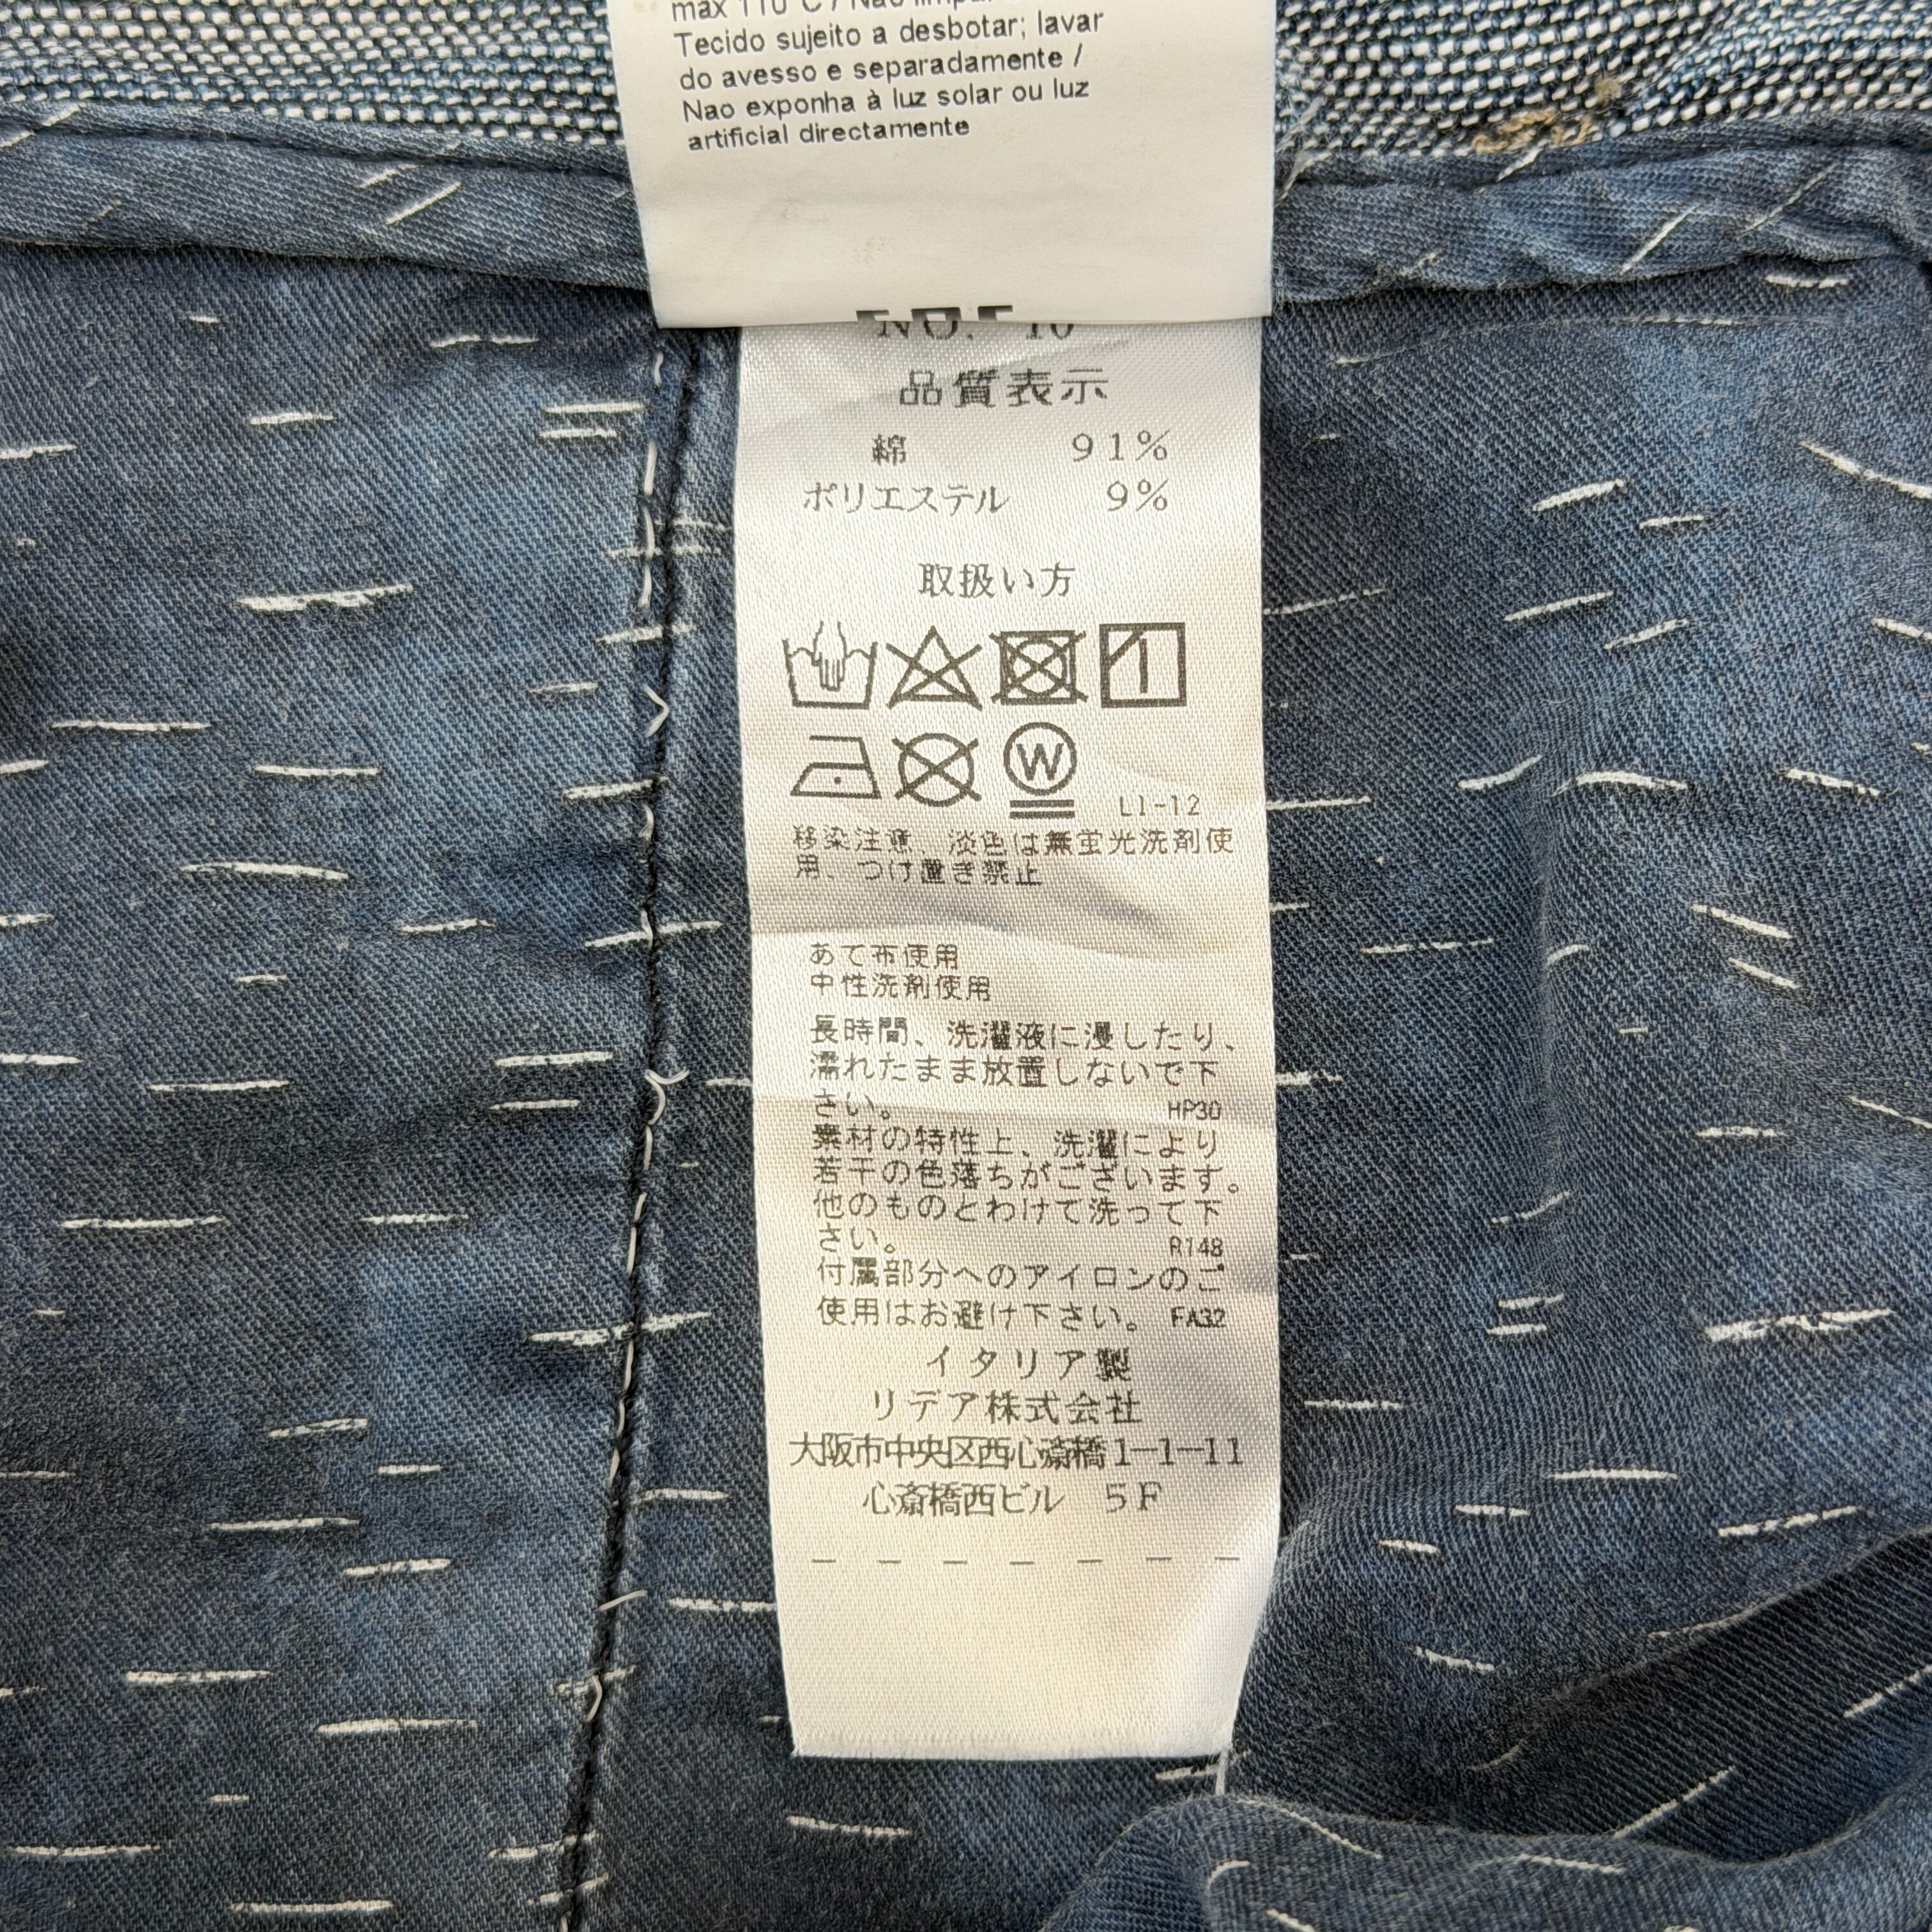 max 110°C / Não limpar
Tecido sujeito a desbotar; lavar
do avesso e separadamente /
Nao exponha à luz solar ou luz
artificial directamente
NO. 10
品質表示
綿 91%
ポリエステル 9%
取扱い方
W
L1-12
移染注意、淡色は無蛍光洗剤使
用、つけ置き禁止
あて布使用
中性洗剤使用
長時間、洗濯液に浸したり、
濡れたまま放置しないで下
さい。 HP30
素材の特性上、洗濯により
若干の色落ちがございます。
他のものとわけて洗って下
さい。 R148
付属部分へのアイロンのご
使用はお避け下さい。 FA32
イタリア製
リデア株式会社
大阪市中央区西心斎橋1-1-11
心斎橋西ビル 5F